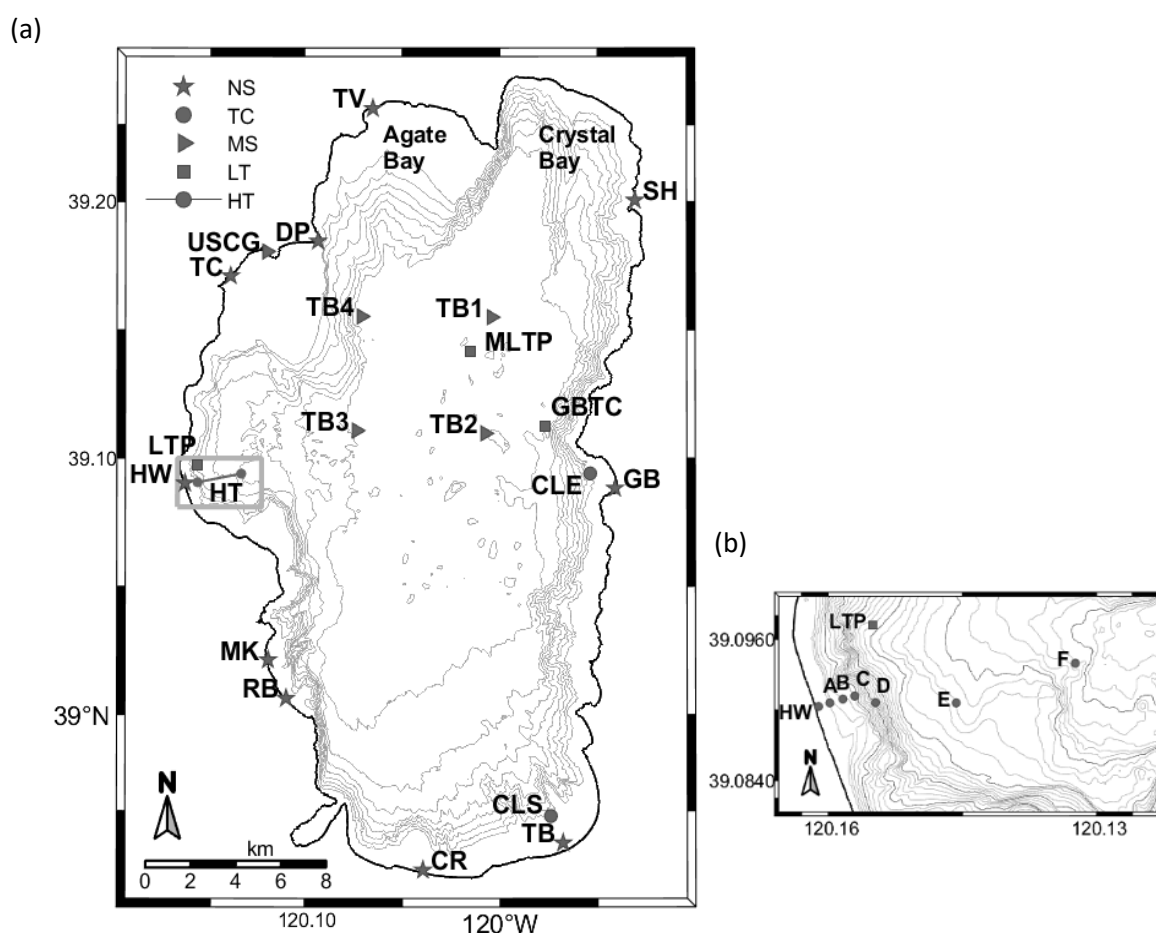 (a)
NS
TC
MS
LT
HT
TV
Agate
Bay
Crystal
Bay
39.20
SH
DP
USCG
TC
TB4
TB1
MLTP
GBTC
TB3
TB2
LTP
39.10
HW
HT
CLE
GB
MK
RB
39°N
N
CLS
TB
km
0 2 4 6 8
CR
120.10
120°W
(b)
39.0960
LTP
F
A
B
C
D
E
HW
N
39.0840
120.16
120.13